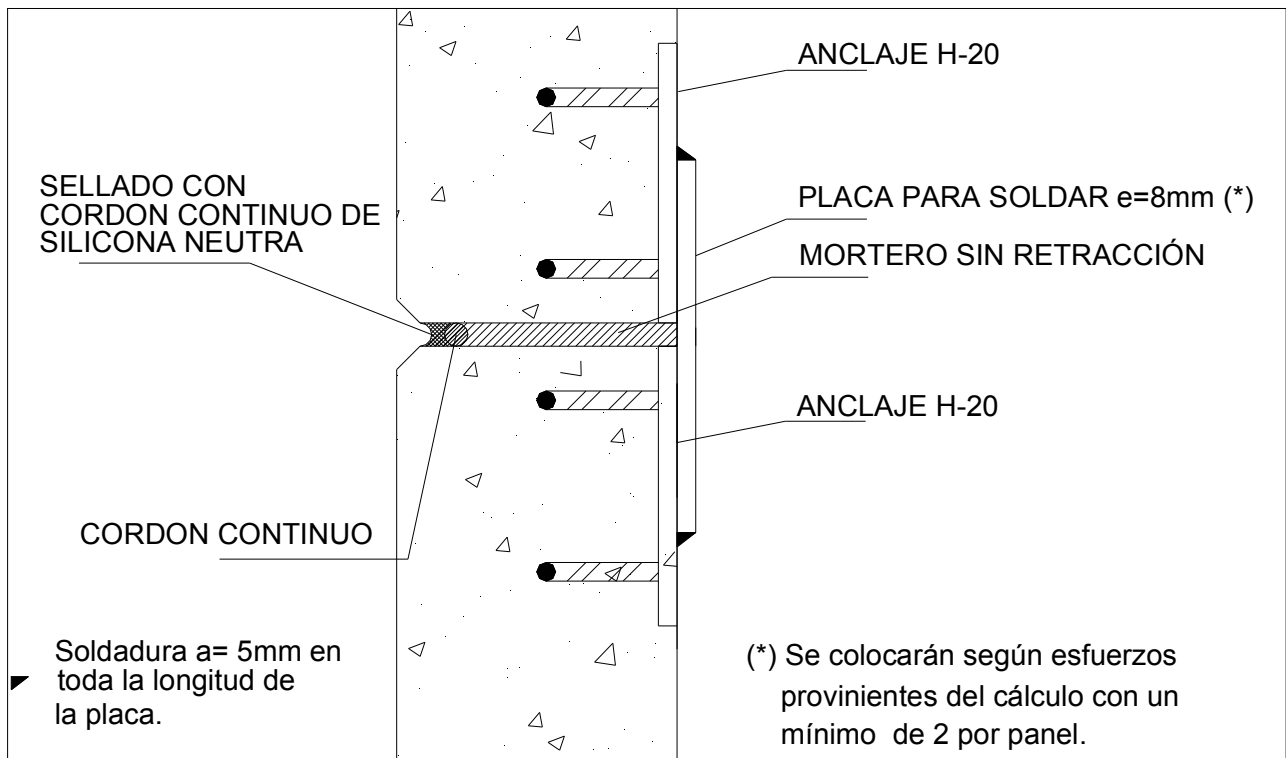 ANCLAJE H-20
SELLADO CON
CORDON CONTINUO DE
SILICONA NEUTRA
PLACA PARA SOLDAR e=8mm (*)
MORTERO SIN RETRACCIÓN
ANCLAJE H-20
CORDON CONTINUO
Soldadura a= 5mm en
toda la longitud de
la placa.
(*) Se colocarán según esfuerzos
provinientes del cálculo con un
mínimo de 2 por panel.